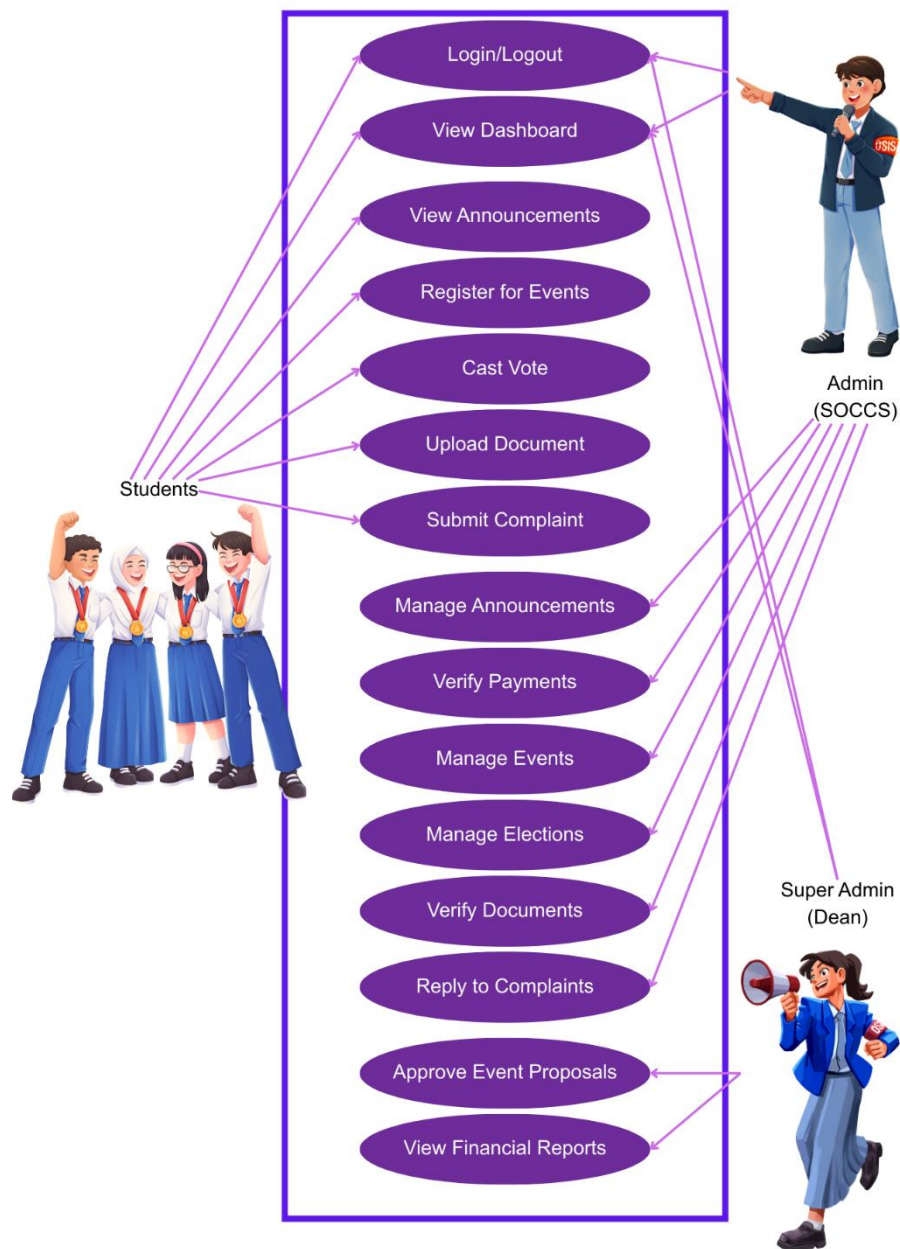 Login/Logout
View Dashboard
View Announcements
Register for Events
Cast Vote
Upload Document
Submit Complaint
Manage Announcements
Verify Payments
Manage Events
Manage Elections
Verify Documents
Reply to Complaints
Approve Event Proposals
View Financial Reports
Students
OSIS
Admin
(SOCCS)
Super Admin
(Dean)